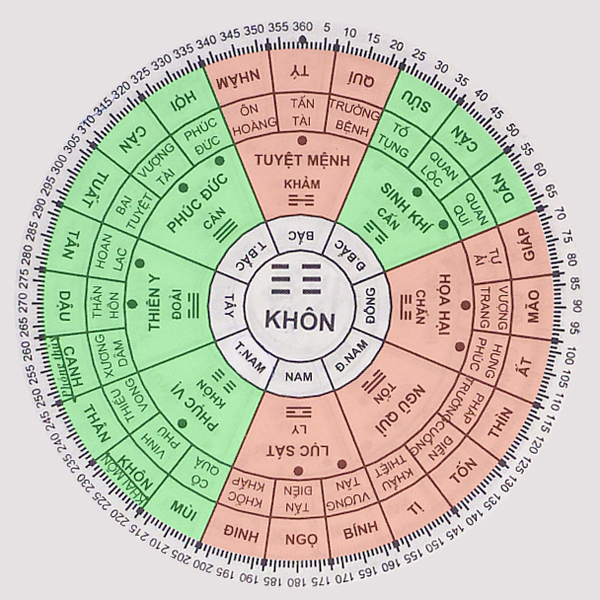 360 5 10 15 20 25 30 35 40 45 50 55 60 65 70 75 80 85 90 95 100 105 110 115 120 125 130 135 140 145 150 155 160 165 170 175 180 185 190 195 200 205 210 215 220 225 230 235 240 245 250 255 260 265 270 275 280 285 290 295 300 305 310 315 320 325 330 335 340 345 350 355
TÝ
QUÍ
SỬU
CẤN
DẦN
GIÁP
MÃO
ẤT
THÌN
TỐN
TỊ
BÍNH
NGỌ
ĐINH
MÙI
KHÔN
THÂN
CANH
DẬU
TÂN
TUẤT
CÀN
HỢI
NHÂM
TẤN
TÀI
TRƯỜNG
BỆNH
TỐ
TỤNG
QUAN
LỘC
QUAN
QUÍ
TỰ
ẢI
VƯỢNG
TRANG
HƯNG
PHÚC
PHÁP
TRƯỜNG
ĐIÊN
CUỒNG
KHẨU
THIỆT
VƯỢNG
TÂN
TẤN
ĐIỀN
KHỐC
KHẤP
CÔ
QUẢ
VINH
PHÚ
THIẾU
VONG
XƯƠNG
DÂM
THÂN
HÔN
HOAN
LẠC
BẠI
TUYỆT
VƯỢNG
TÀI
PHÚC
ĐỨC
ÔN
HOÀNG
TUYỆT MỆNH
KHẢM
SINH KHÍ
CẤN
HỌA HẠI
CHẤN
NGŨ QUỈ
TỐN
LỤC SÁT
LY
PHỤC VỊ
KHÔN
THIÊN Y
ĐOÀI
PHÚC ĐỨC
CÀN
BẮC
Đ.BẮC
ĐÔNG
Đ.NAM
NAM
T.NAM
TÂY
T.BẮC
KHÔN